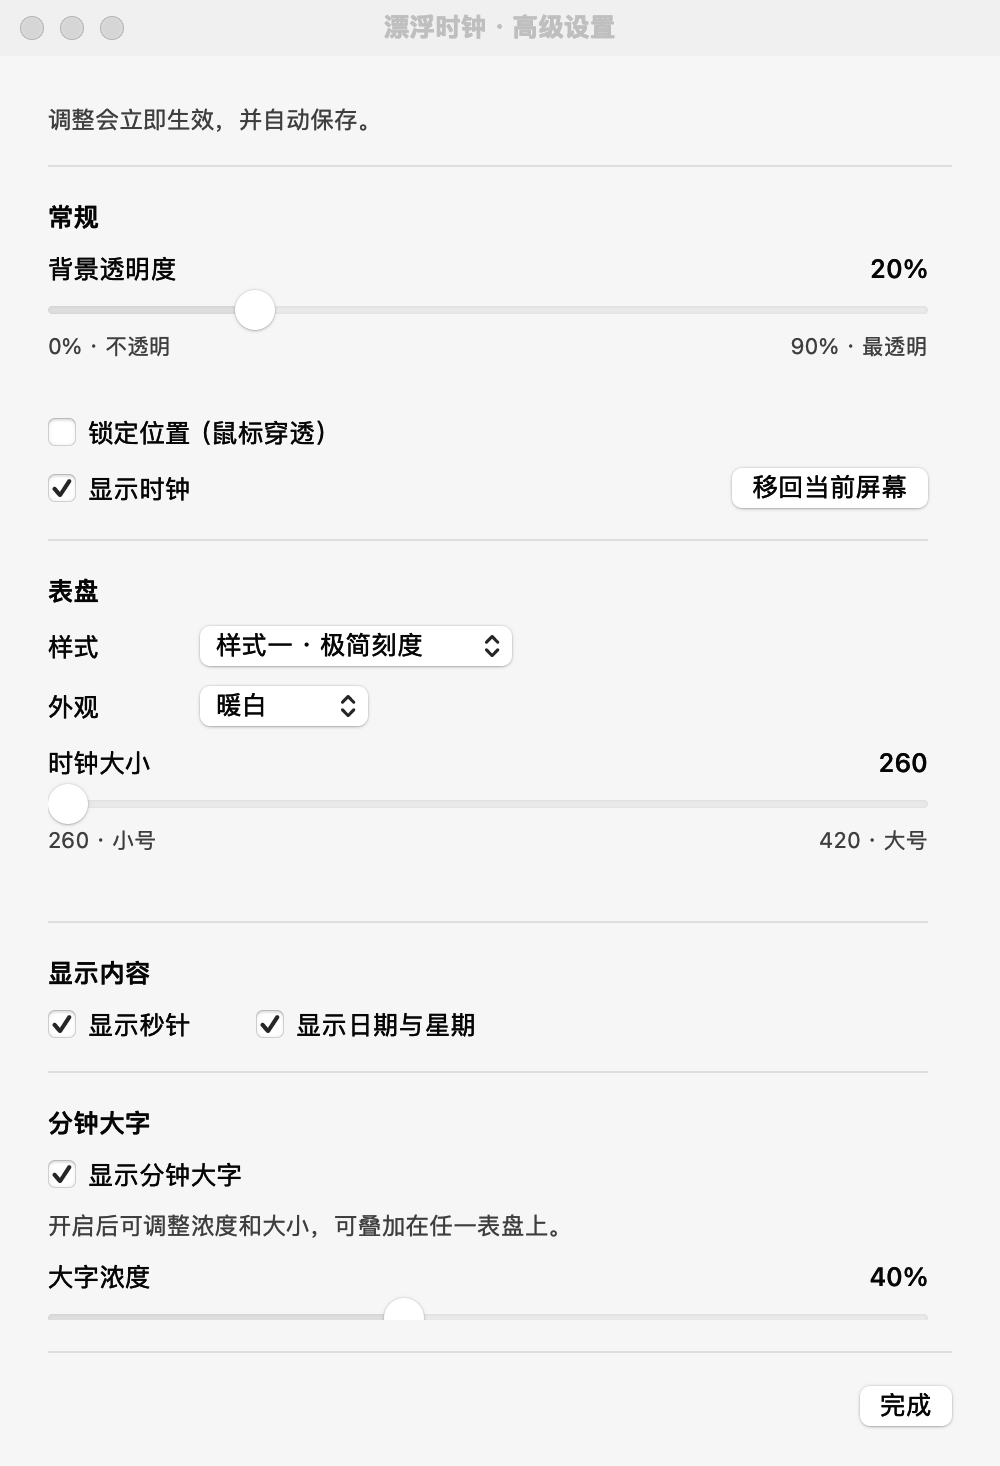 漂浮时钟 · 高级设置
调整会立即生效，并自动保存。
常规
背景透明度 20%
0% · 不透明 90% · 最透明
锁定位置（鼠标穿透）
显示时钟 移回当前屏幕
表盘
样式 样式一 · 极简刻度
外观 暖白
时钟大小 260
260 · 小号 420 · 大号
显示内容
显示秒针 显示日期与星期
分钟大字
显示分钟大字
开启后可调整浓度和大小，可叠加在任一表盘上。
大字浓度 40%
完成